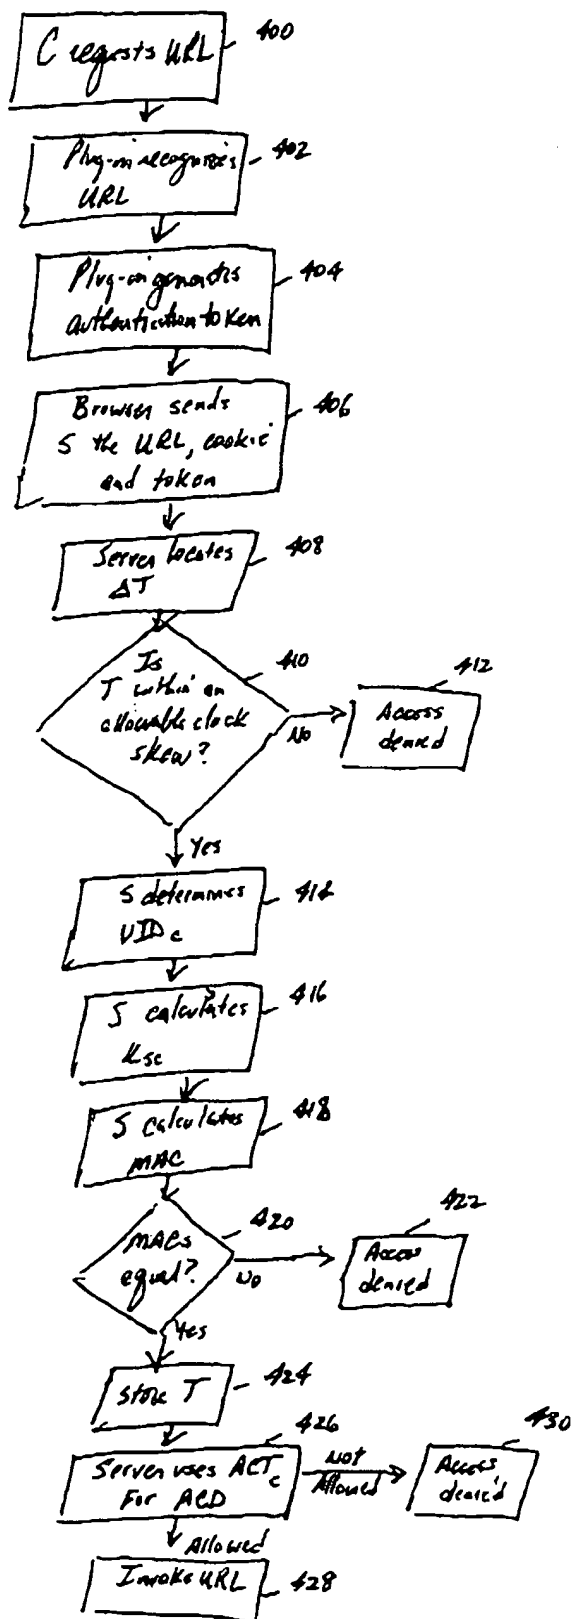 C reqests URL
400
Plug-in recognizes
URL
402
Plug-in generates
authentication token
404
Browser sends
S the URL, cookie
and token
406
Server locates
ΔT
408
Is
T within an
allowable clock
skew?
410
No
Access
denied
412
Yes
S determines
UIDc
414
S calculates
Ksc
416
S calculates
MAC
418
MACs
equal?
420
No
Access
denied
422
Yes
Store T
424
Server uses ACTc
For ACD
426
Not
Allowed
Access
denied
430
Allowed
Invoke URL
428